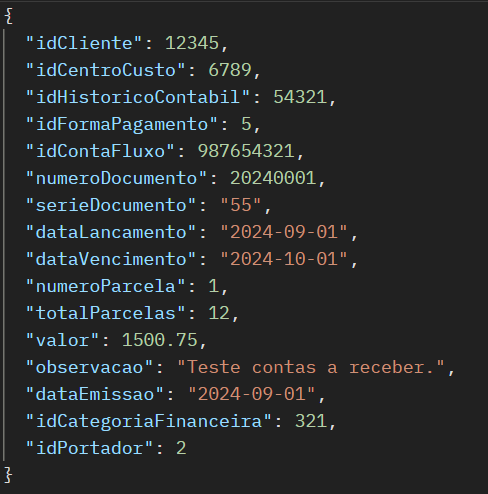 {
"idCliente": 12345,
"idCentroCusto": 6789,
"idHistoricoContabil": 54321,
"idFormaPagamento": 5,
"idContaFluxo": 987654321,
"numeroDocumento": 20240001,
"serieDocumento": "55",
"dataLancamento": "2024-09-01",
"dataVencimento": "2024-10-01",
"numeroParcela": 1,
"totalParcelas": 12,
"valor": 1500.75,
"observacao": "Teste contas a receber.",
"dataEmissao": "2024-09-01",
"idCategoriaFinanceira": 321,
"idPortador": 2
}